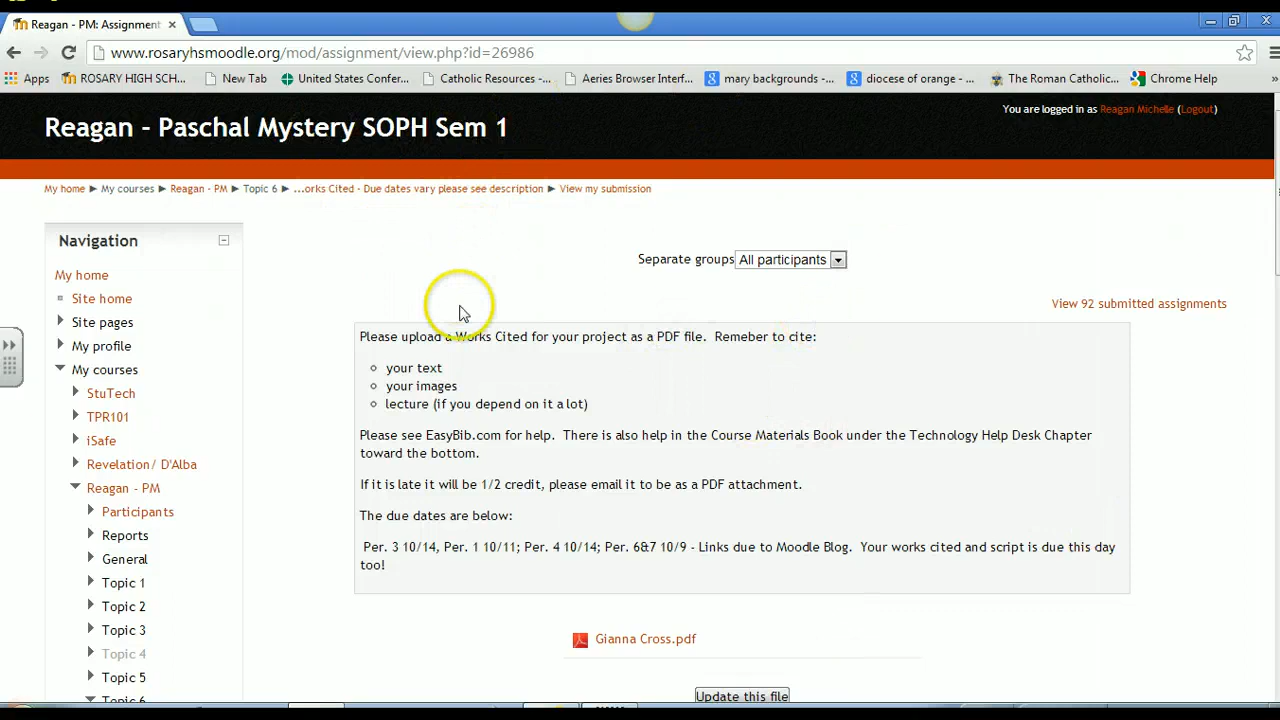 Reagan - PM: Assignment
www.rosaryhsmoodle.org/mod/assignment/view.php?id=26986
Apps ROSARY HIGH SCH... New Tab United States Confer... Catholic Resources -... Aeries Browser Interf... mary backgrounds -... diocese of orange -... The Roman Catholic... Chrome Help »
You are logged in as Reagan Michelle (Logout)
Reagan - Paschal Mystery SOPH Sem 1
My home ► My courses ► Reagan - PM ► Topic 6 ► ...orks Cited - Due dates vary please see description ► View my submission
Navigation
Separate groups All participants
My home
Site home
View 92 submitted assignments
Site pages
Please upload a Works Cited for your project as a PDF file. Remeber to cite:
My profile
My courses
your text
your images
StuTech
lecture (if you depend on it a lot)
TPR101
Please see EasyBib.com for help. There is also help in the Course Materials Book under the Technology Help Desk Chapter
toward the bottom.
iSafe
Revelation/ D'Alba
If it is late it will be 1/2 credit, please email it to be as a PDF attachment.
Reagan - PM
Participants
The due dates are below:
Reports
Per. 3 10/14, Per. 1 10/11; Per. 4 10/14; Per. 6&7 10/9 - Links due to Moodle Blog. Your works cited and script is due this day
too!
General
Topic 1
Topic 2
Topic 3
Gianna Cross.pdf
Topic 4
Topic 5
Topic 6
Update this file